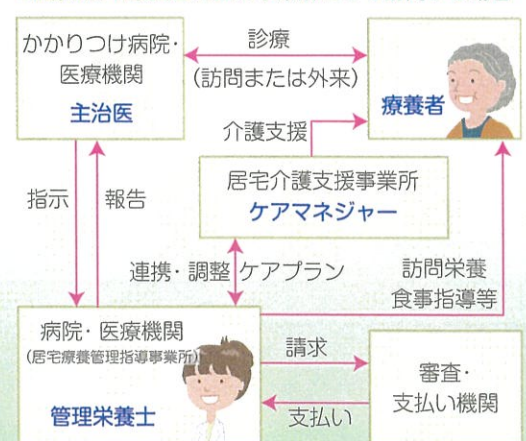 かかりつけ病院・
医療機関
主治医
診療
(訪問または外来)
療養者
介護支援
居宅介護支援事業所
ケアマネジャー
指示
報告
連携・調整
ケアプラン
訪問栄養
食事指導等
病院・医療機関
(居宅療養管理指導事業所)
管理栄養士
請求
支払い
審査・
支払い機関